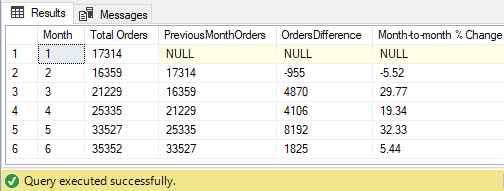 Results Messages
Month Total Orders PreviousMonthOrders OrdersDifference Month-to-month % Change
1 1 17314 NULL NULL NULL
2 2 16359 17314 -955 -5.52
3 3 21229 16359 4870 29.77
4 4 25335 21229 4106 19.34
5 5 33527 25335 8192 32.33
6 6 35352 33527 1825 5.44
Query executed successfully.